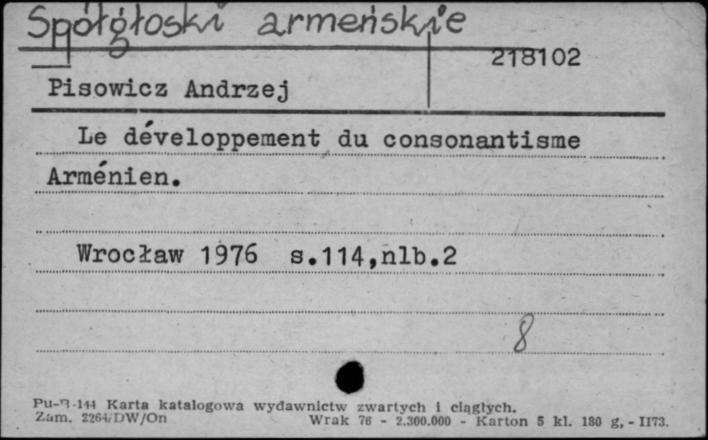 Spółgłoski armeńskie
218102
Pisowicz Andrzej
Le développement du consonantisme
Arménien.
Wrocław 1976 s.114,nlb.2
8
Pu-B-144 Karta katalogowa wydawnictw zwartych i ciągłych.
Zam. 2264/DW/On Wrak 76 - 2.300.000 - Karton 5 kl. 180 g, - II73.